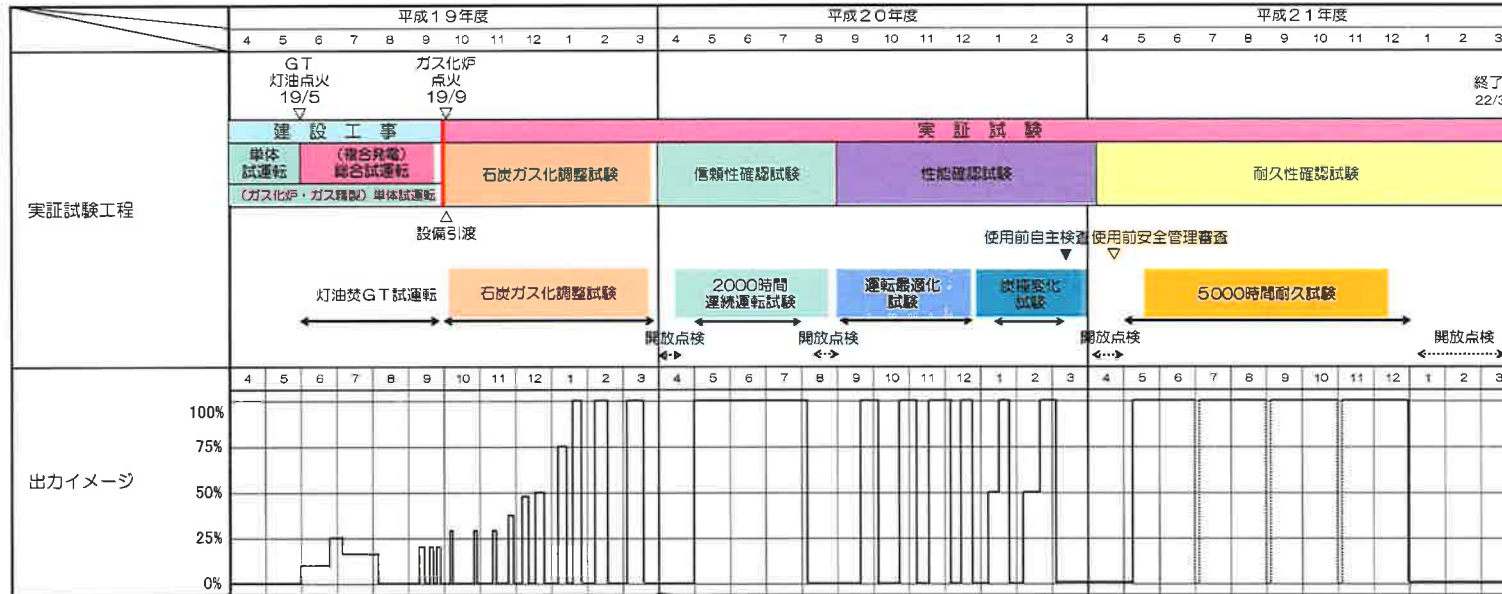 平成19年度 平成20年度 平成21年度
4 5 6 7 8 9 10 11 12 1 2 3 4 5 6 7 8 9 10 11 12 1 2 3 4 5 6 7 8 9 10 11 12 1 2 3
GT
灯油点火
19/5
ガス化炉
点火
19/9
終了
22/3
実証試験工程
建設工事 実証試験
単体
試運転
(複合発電)
総合試運転
石炭ガス化調整試験 信頼性確認試験 性能確認試験 耐久性確認試験
(ガス化炉・ガス精製)単体試運転
設備引渡
使用前自主検査 使用前安全管理審査
灯油焚GT試運転
石炭ガス化調整試験
2000時間
連続運転試験
運転最適化
試験
炭種変化
試験
5000時間耐久試験
開放点検 開放点検 開放点検 開放点検
4 5 6 7 8 9 10 11 12 1 2 3 4 5 6 7 8 9 10 11 12 1 2 3 4 5 6 7 8 9 10 11 12 1 2 3
出力イメージ
100%
75%
50%
25%
0%